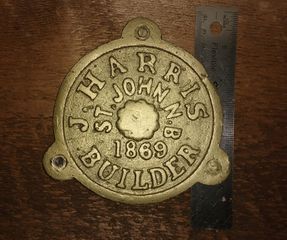 J. HARRIS
ST. JOHN N.B
1869
BUILDER